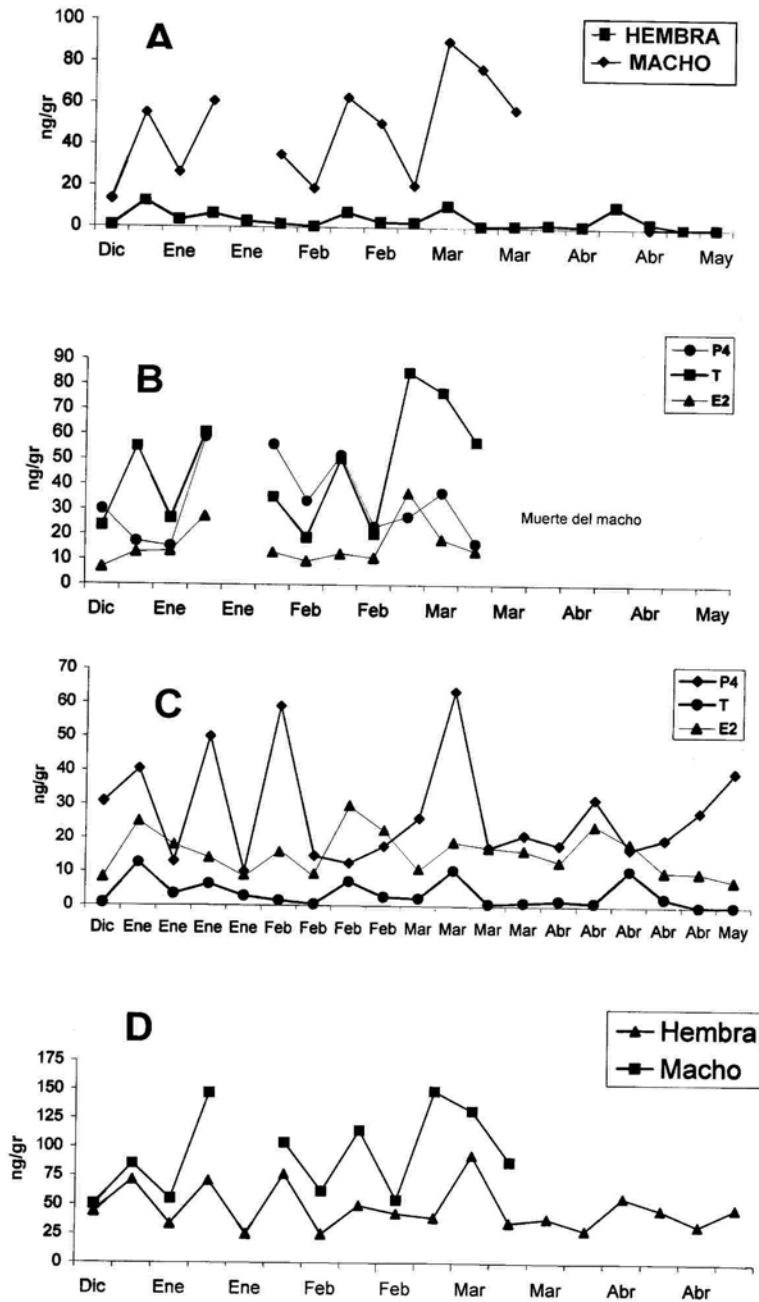 A
HEMBRA
MACHO
ng/gr
100
80
60
40
20
0
Dic Ene Ene Feb Feb Mar Mar Abr Abr May
B
P4
T
E2
ng/gr
90
80
70
60
50
40
30
20
10
0
Muerte del macho
Dic Ene Ene Feb Feb Mar Mar Abr Abr May
C
P4
T
E2
ng/gr
70
60
50
40
30
20
10
0
Dic Ene Ene Ene Ene Feb Feb Feb Feb Mar Mar Mar Mar Abr Abr Abr Abr Abr May
D
Hembra
Macho
ng/gr
175
150
125
100
75
50
25
0
Dic Ene Ene Feb Feb Mar Mar Abr Abr